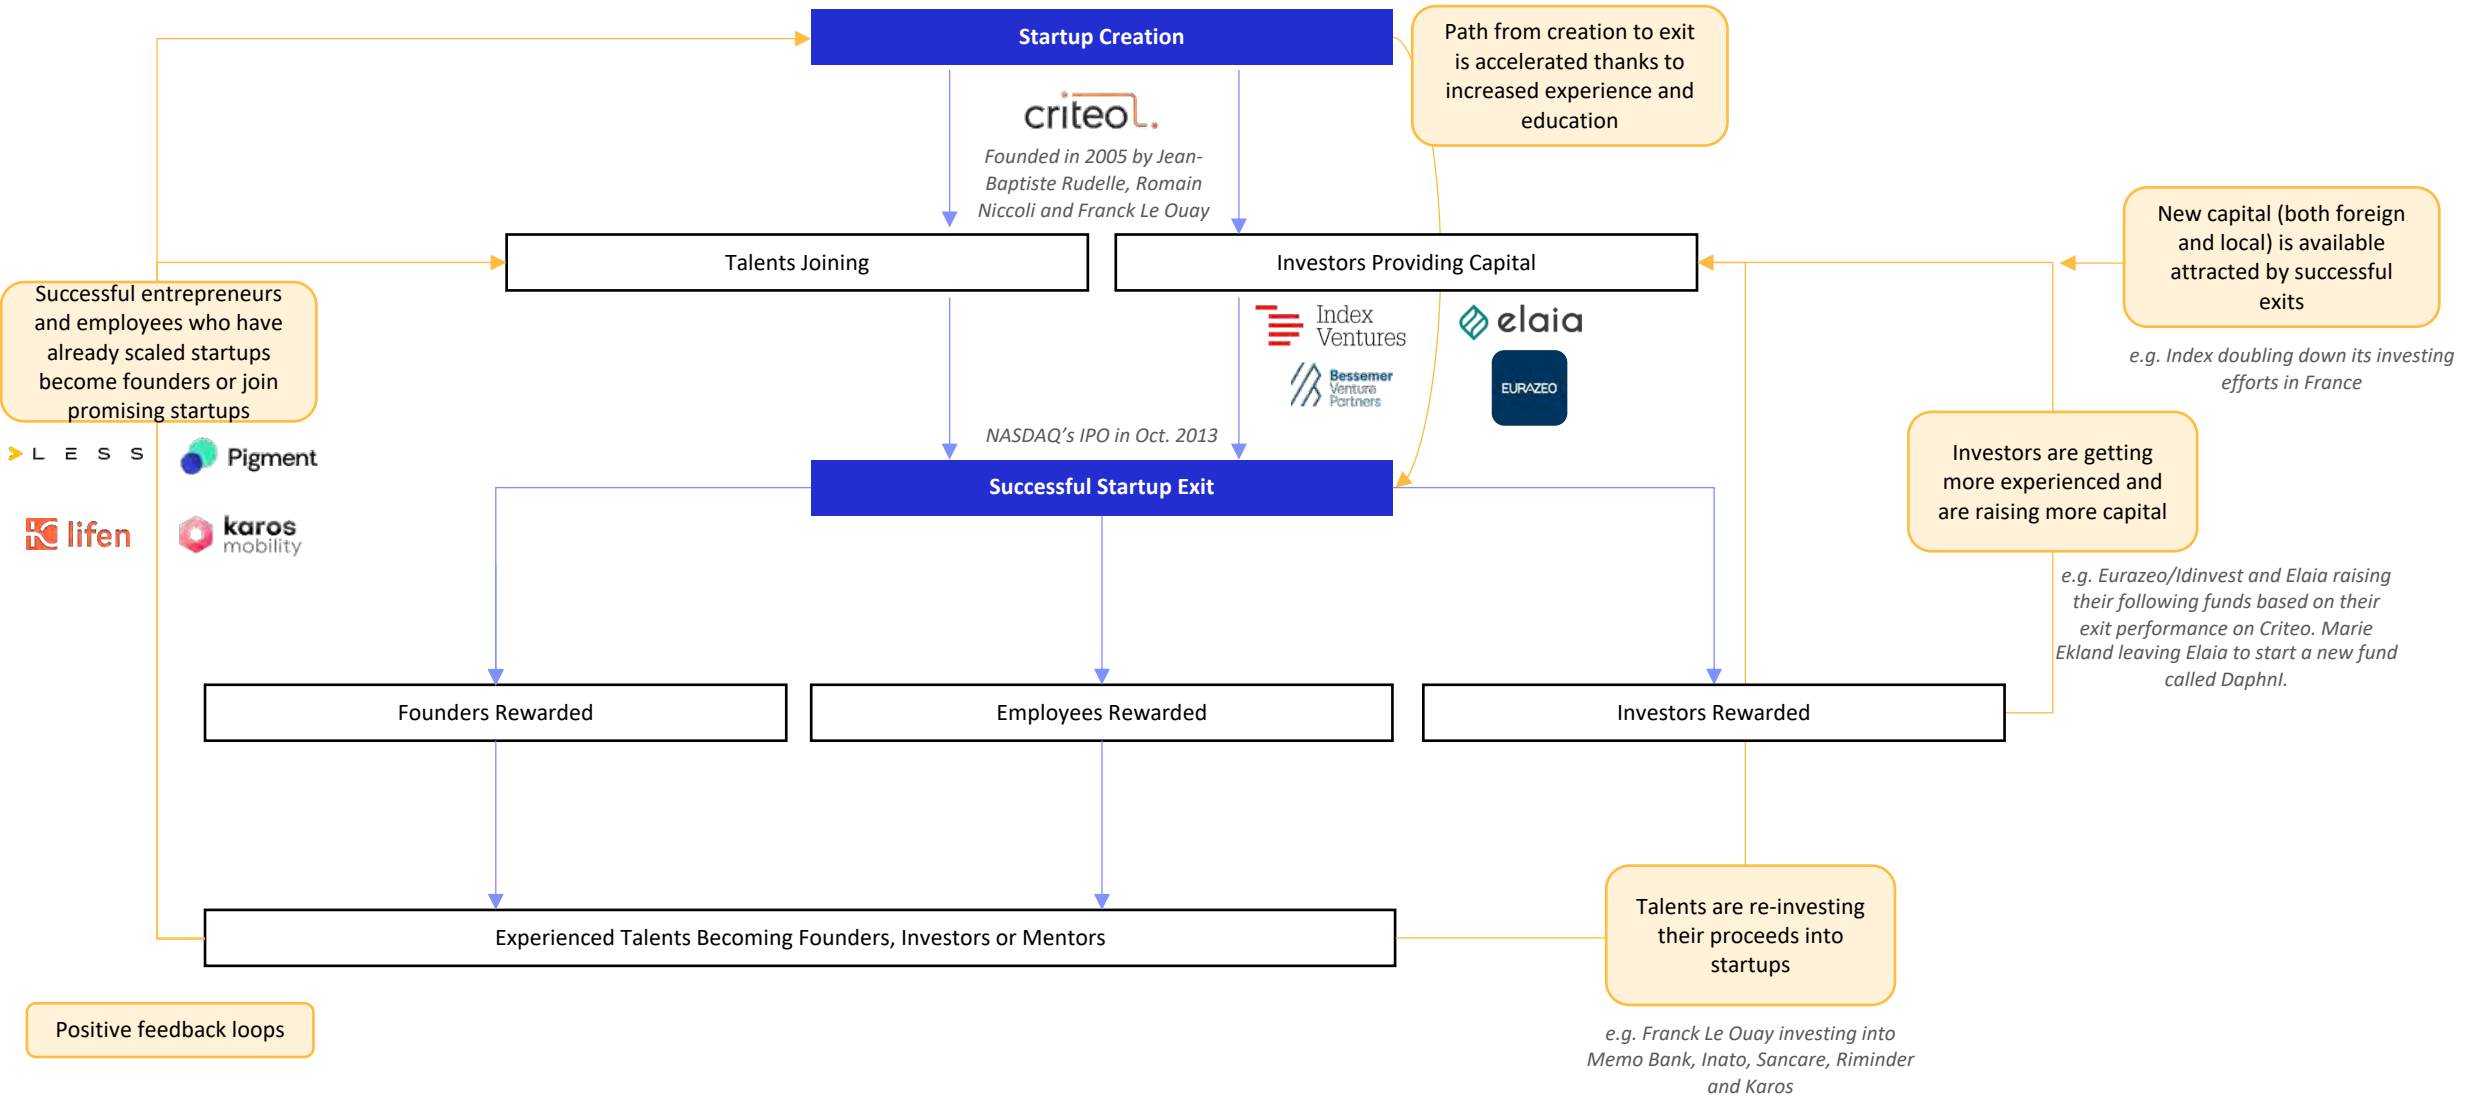 Startup Creation
Path from creation to exit
is accelerated thanks to
increased experience and
education
criteo
Founded in 2005 by Jean-
Baptiste Rudelle, Romain
Niccoli and Franck Le Ouay
New capital (both foreign
and local) is available
attracted by successful
exits
e.g. Index doubling down its investing
efforts in France
Talents Joining
Investors Providing Capital
Successful entrepreneurs
and employees who have
already scaled startups
become founders or join
promising startups
LESS
Pigment
lifen
karos
mobility
Index
Ventures
elaia
Bessemer
Venture
Partners
EURAZEO
NASDAQ's IPO in Oct. 2013
Successful Startup Exit
Investors are getting
more experienced and
are raising more capital
e.g. Eurazeo/Idinvest and Elaia raising
their following funds based on their
exit performance on Criteo. Marie
Ekland leaving Elaia to start a new fund
called DaphnI.
Founders Rewarded
Employees Rewarded
Investors Rewarded
Experienced Talents Becoming Founders, Investors or Mentors
Talents are re-investing
their proceeds into
startups
e.g. Franck Le Ouay investing into
Memo Bank, Inato, Sancare, Riminder
and Karos
Positive feedback loops